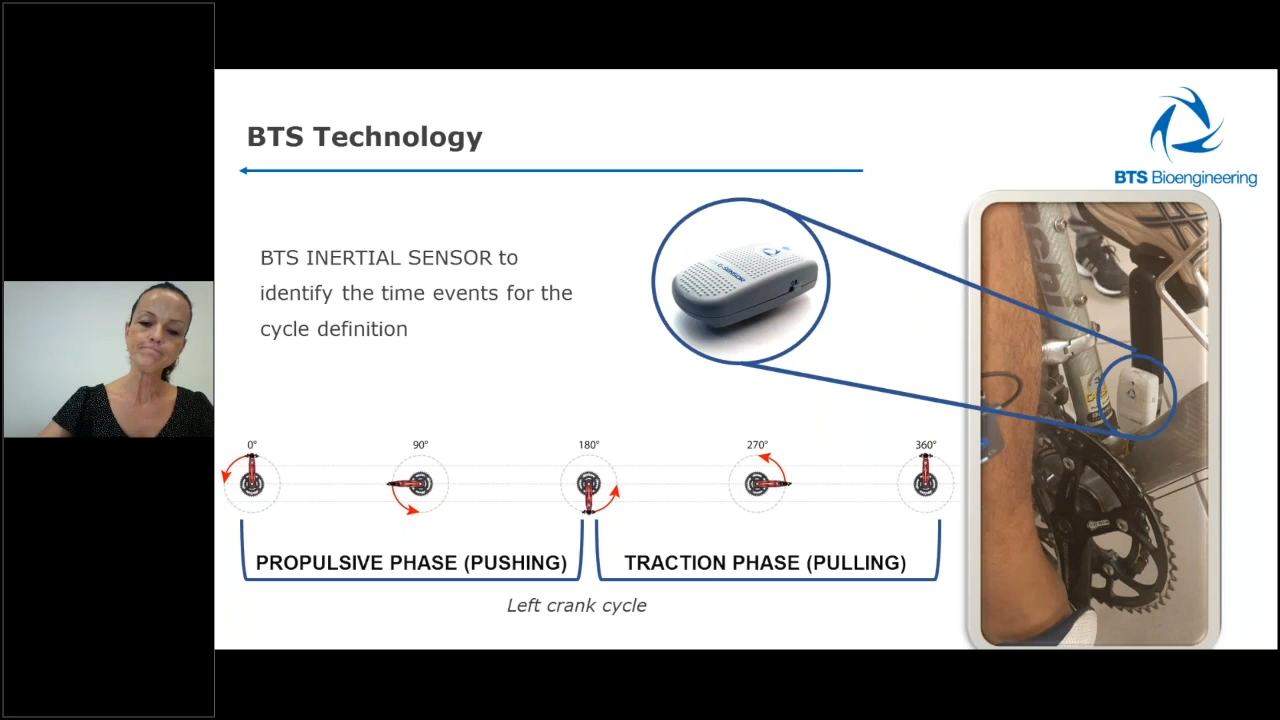 BTS Technology
BTS Bioengineering
BTS INERTIAL SENSOR to
identify the time events for the
cycle definition
G-SENSOR
0°
90°
180°
270°
360°
PROPULSIVE PHASE (PUSHING)
TRACTION PHASE (PULLING)
Left crank cycle